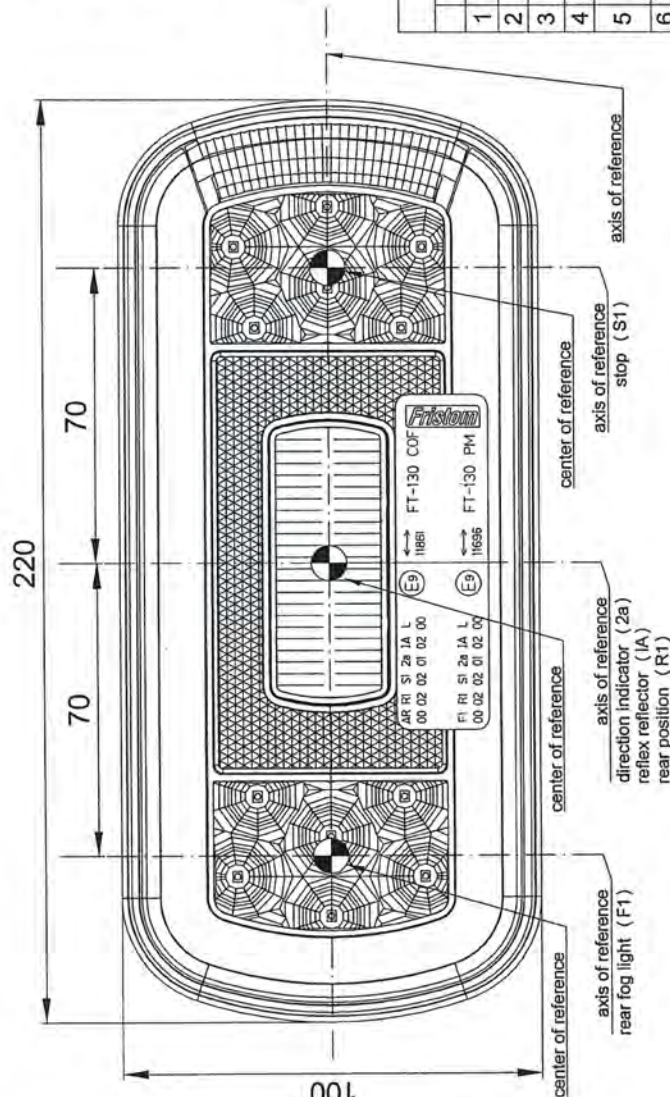 220
70
70
100
AR R1 S1 2a IA L
00 02 02 01 02 00
E9
11861
FT-130 COF
F1 R1 S1 2a IA L
00 02 02 01 02 00
E9
11696
FT-130 PM
Fristom
center of reference
axis of reference
rear fog light (F1)
center of reference
axis of reference
direction indicator (2a)
reflex reflector (IA)
rear position (R1)
center of reference
axis of reference
stop (S1)
axis of reference
1
2
3
4
5
6